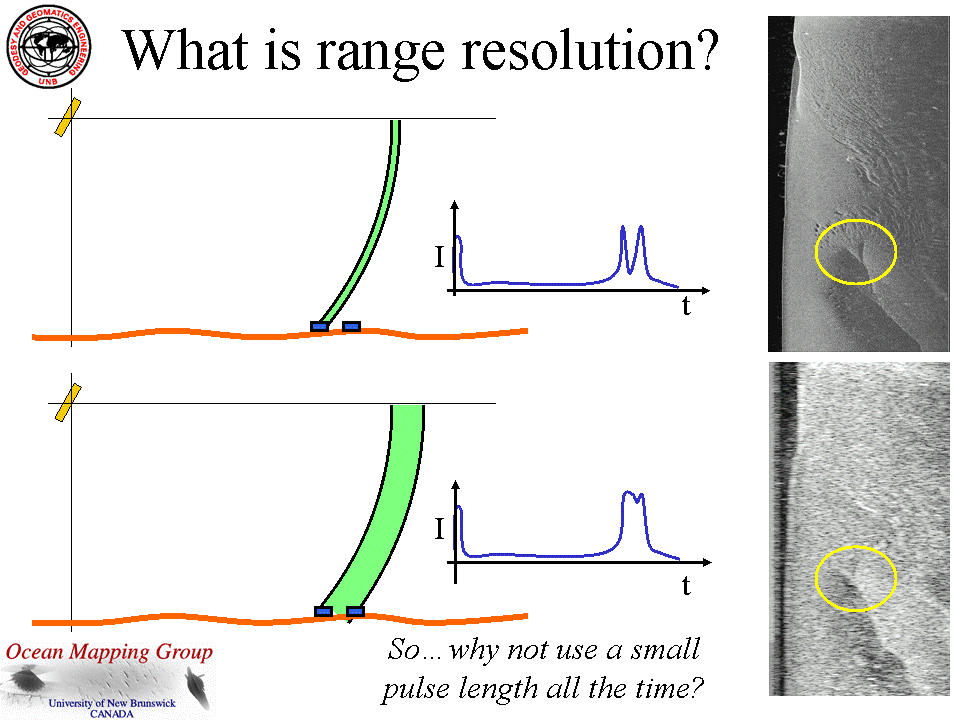 What is range resolution?
GEODESY AND GEOMATICS ENGINEERING
UNB
I
t
I
t
So…why not use a small
pulse length all the time?
Ocean Mapping Group
University of New Brunswick
CANADA